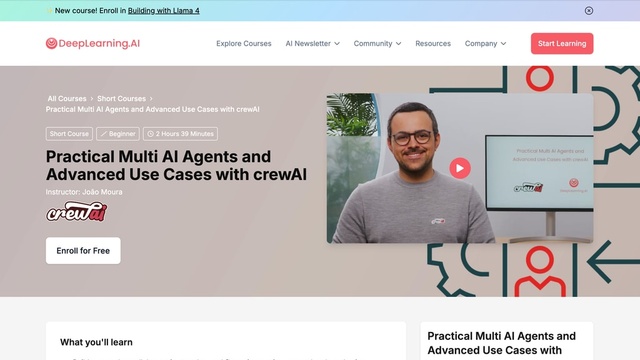 New course! Enroll in Building with Llama 4
DeepLearning.AI
Explore Courses
AI Newsletter
Community
Resources
Company
Start Learning
All Courses › Short Courses ›
Practical Multi AI Agents and Advanced Use Cases with crewAI
Short Course
Beginner
2 Hours 39 Minutes
Practical Multi AI Agents and
Advanced Use Cases with crewAI
Instructor: João Moura
crewai
Enroll for Free
Practical Multi AI Agents and
Advanced Use Cases with crewAI
crewai
What you'll learn
Practical Multi AI Agents and
Advanced Use Cases with